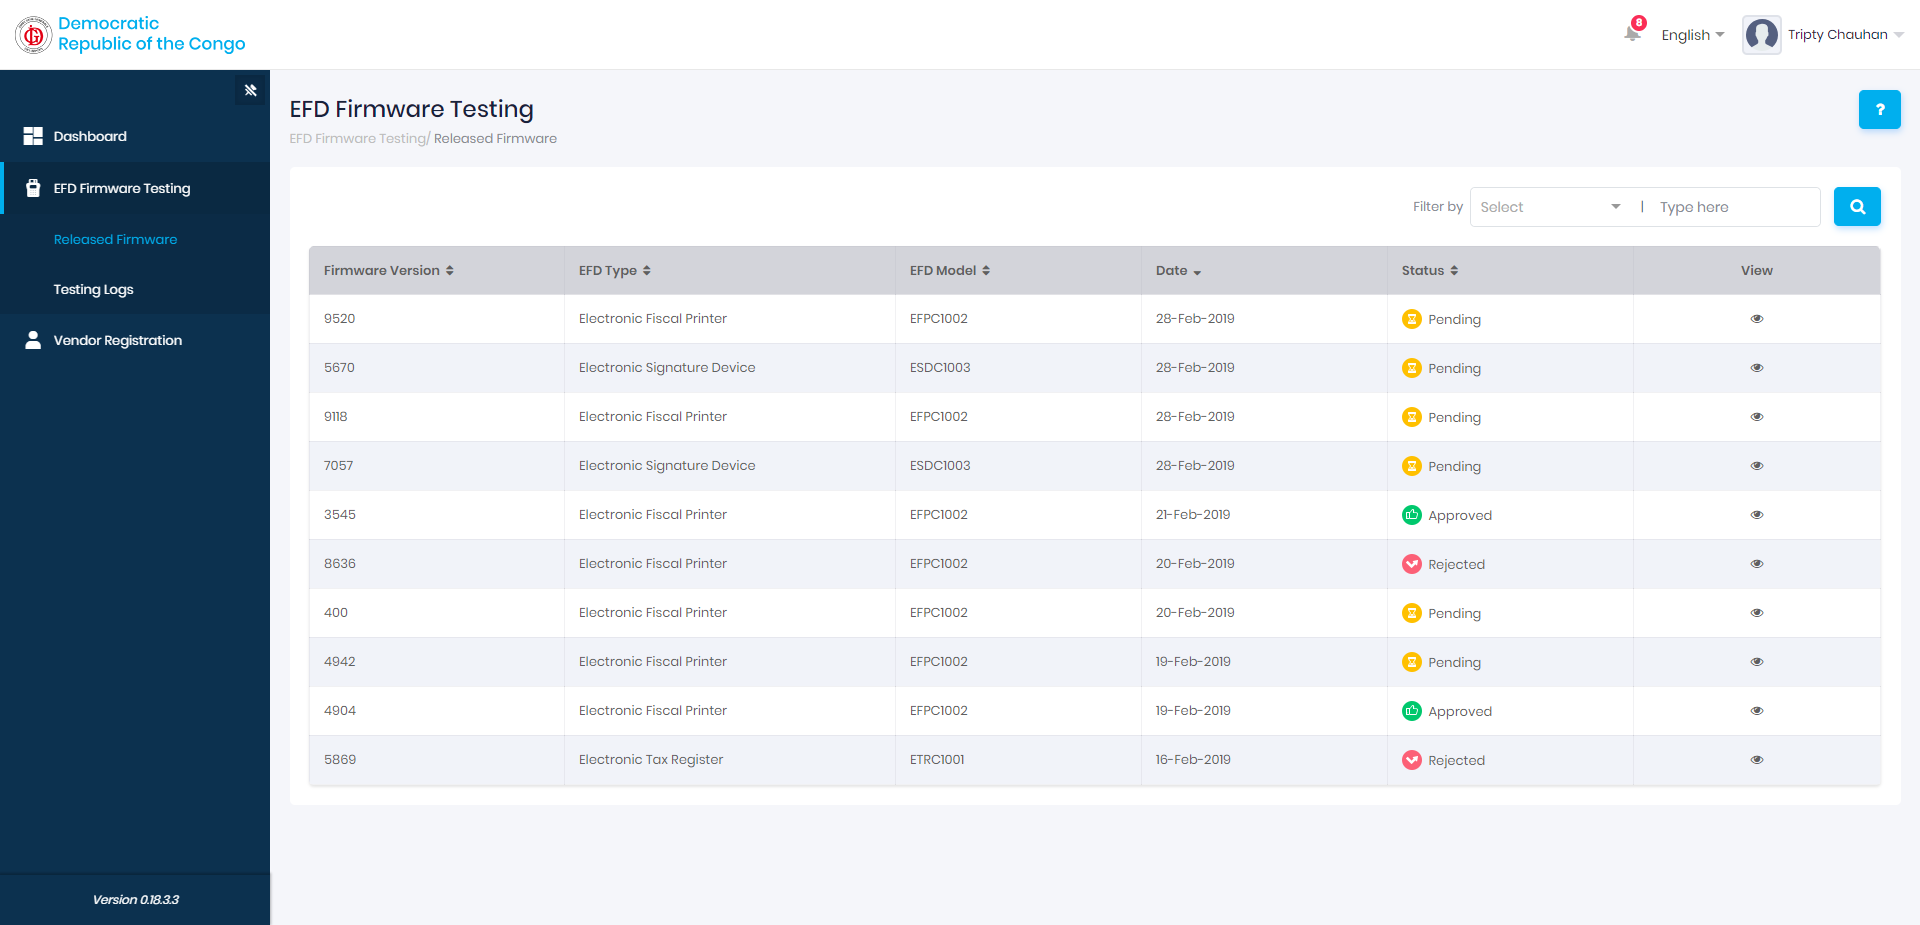 Democratic
Republic of the Congo
8
English
Tripty Chauhan
Dashboard
EFD Firmware Testing
Released Firmware
Testing Logs
Vendor Registration
Version 0.18.3.3
EFD Firmware Testing
EFD Firmware Testing/ Released Firmware
?
Filter by Select | Type here
Firmware Version EFD Type EFD Model Date Status View
9520 Electronic Fiscal Printer EFPC1002 28-Feb-2019 Pending
5670 Electronic Signature Device ESDC1003 28-Feb-2019 Pending
9118 Electronic Fiscal Printer EFPC1002 28-Feb-2019 Pending
7057 Electronic Signature Device ESDC1003 28-Feb-2019 Pending
3545 Electronic Fiscal Printer EFPC1002 21-Feb-2019 Approved
8636 Electronic Fiscal Printer EFPC1002 20-Feb-2019 Rejected
400 Electronic Fiscal Printer EFPC1002 20-Feb-2019 Pending
4942 Electronic Fiscal Printer EFPC1002 19-Feb-2019 Pending
4904 Electronic Fiscal Printer EFPC1002 19-Feb-2019 Approved
5869 Electronic Tax Register ETRC1001 16-Feb-2019 Rejected